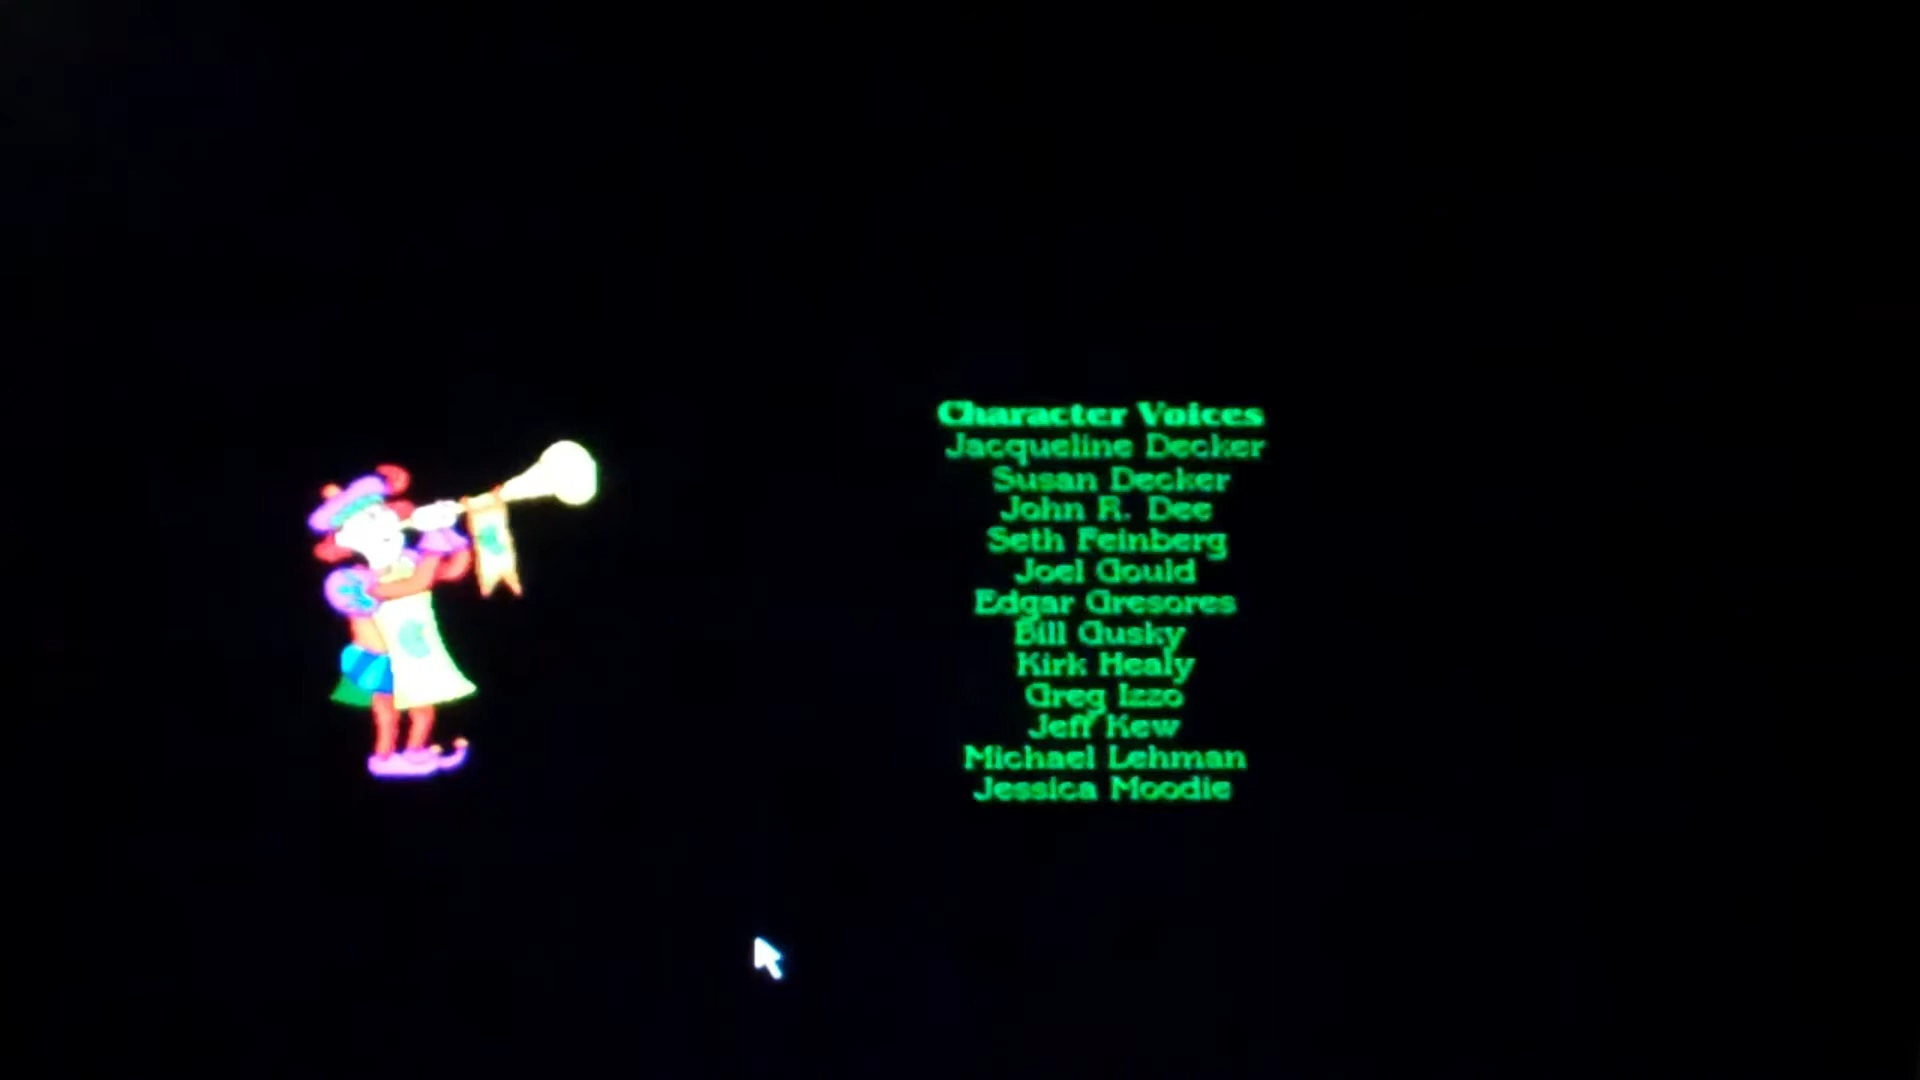 Character Voices
Jacqueline Decker
Susan Decker
John R. Dee
Seth Feinberg
Joel Gould
Edgar Gresores
Bill Gusky
Kirk Healy
Greg Izzo
Jeff Kew
Michael Lehman
Jessica Moodie